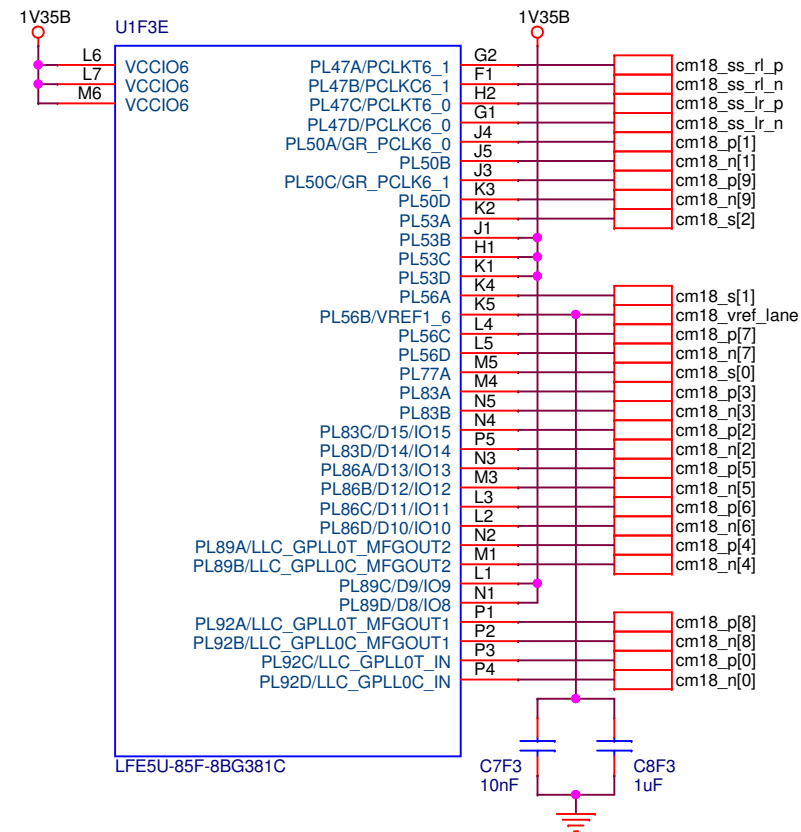 1V35B
1V35B
U1F3E
L6 VCCIO6
L7 VCCIO6
M6 VCCIO6
PL47A/PCLKT6_1 G2 cm18_ss_rl_p
PL47B/PCLKC6_1 F1 cm18_ss_rl_n
PL47C/PCLKT6_0 H2 cm18_ss_lr_p
PL47D/PCLKC6_0 G1 cm18_ss_lr_n
PL50A/GR_PCLK6_0 J4 cm18_p[1]
PL50B J5 cm18_n[1]
PL50C/GR_PCLK6_1 J3 cm18_p[9]
PL50D K3 cm18_n[9]
PL53A K2 cm18_s[2]
PL53B J1
PL53C H1
PL53D K1
PL56A K4 cm18_s[1]
PL56B/VREF1_6 K5 cm18_vref_lane
PL56C L4 cm18_p[7]
PL56D L5 cm18_n[7]
PL77A M5 cm18_s[0]
PL83A M4 cm18_p[3]
PL83B N5 cm18_n[3]
PL83C/D15/IO15 N4 cm18_p[2]
PL83D/D14/IO14 P5 cm18_n[2]
PL86A/D13/IO13 N3 cm18_p[5]
PL86B/D12/IO12 M3 cm18_n[5]
PL86C/D11/IO11 L3 cm18_p[6]
PL86D/D10/IO10 L2 cm18_n[6]
PL89A/LLC_GPLL0T_MFGOUT2 N2 cm18_p[4]
PL89B/LLC_GPLL0C_MFGOUT2 M1 cm18_n[4]
PL89C/D9/IO9 L1
PL89D/D8/IO8 N1
PL92A/LLC_GPLL0T_MFGOUT1 P1 cm18_p[8]
PL92B/LLC_GPLL0C_MFGOUT1 P2 cm18_n[8]
PL92C/LLC_GPLL0T_IN P3 cm18_p[0]
PL92D/LLC_GPLL0C_IN P4 cm18_n[0]
LFE5U-85F-8BG381C
C7F3
10nF
C8F3
1uF